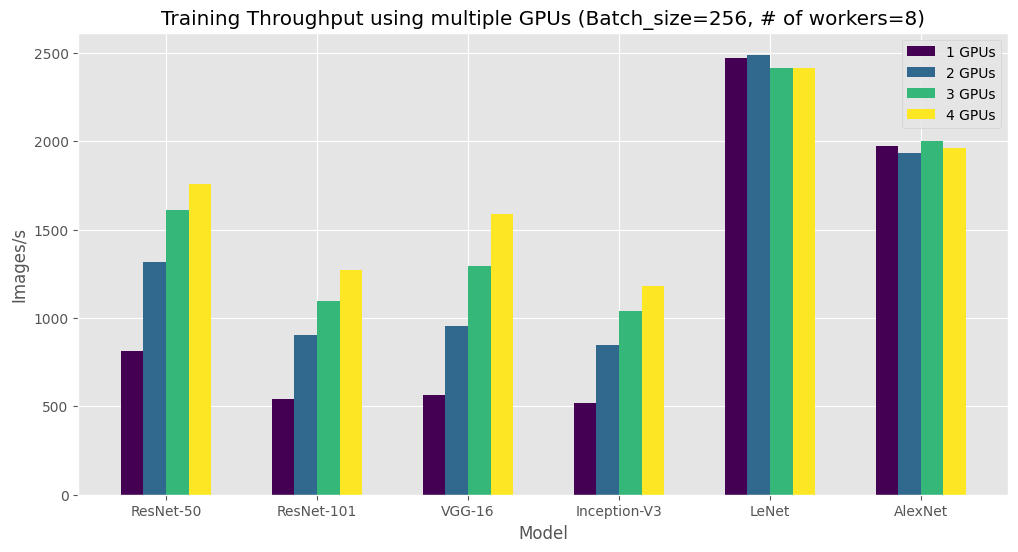 Training Throughput using multiple GPUs (Batch_size=256, # of workers=8)
1 GPUs
2 GPUs
3 GPUs
4 GPUs
2500
2000
1500
1000
500
0
Images/s
ResNet-50
ResNet-101
VGG-16
Inception-V3
LeNet
AlexNet
Model